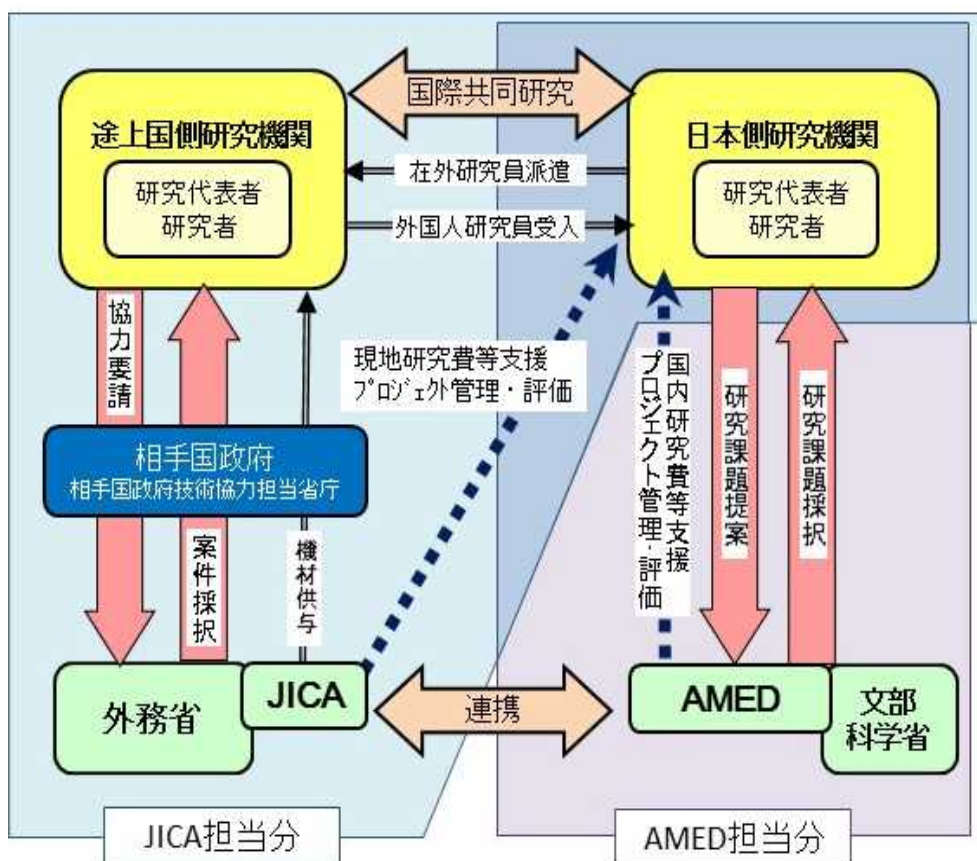 国際共同研究
途上国側研究機関
研究代表者
研究者
日本側研究機関
研究代表者
研究者
在外研究員派遣
外国人研究員受入
協力要請
現地研究費等支援
プロジェクト管理・評価
国内研究費等支援
プロジェクト管理・評価
研究課題提案
研究課題採択
相手国政府
相手国政府技術協力担当省庁
案件採択
機材供与
外務省
JICA
連携
AMED
文部
科学省
JICA担当分
AMED担当分